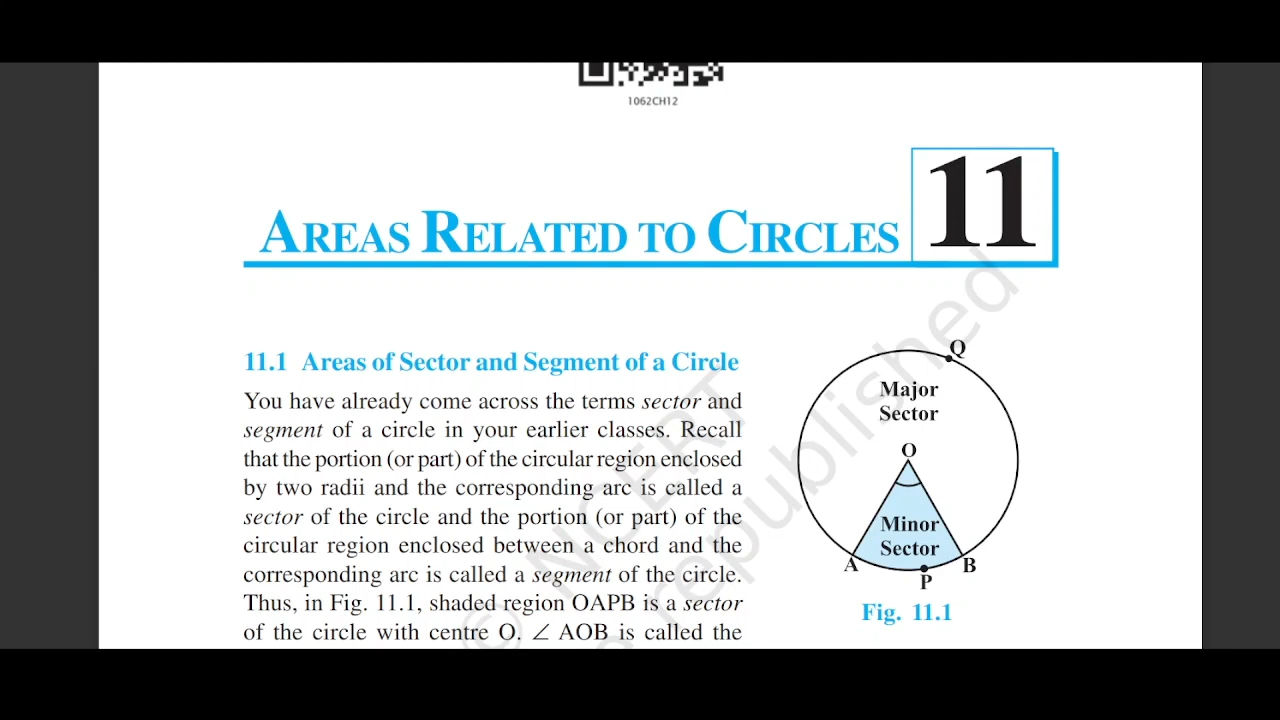 1062CH12
AREAS RELATED TO CIRCLES 11
11.1 Areas of Sector and Segment of a Circle
You have already come across the terms sector and
segment of a circle in your earlier classes. Recall
that the portion (or part) of the circular region enclosed
by two radii and the corresponding arc is called a
sector of the circle and the portion (or part) of the
circular region enclosed between a chord and the
corresponding arc is called a segment of the circle.
Thus, in Fig. 11.1, shaded region OAPB is a sector
of the circle with centre O. ∠ AOB is called the
Q
Major
Sector
O
Minor
Sector
A
B
P
Fig. 11.1
© NCERT
republished